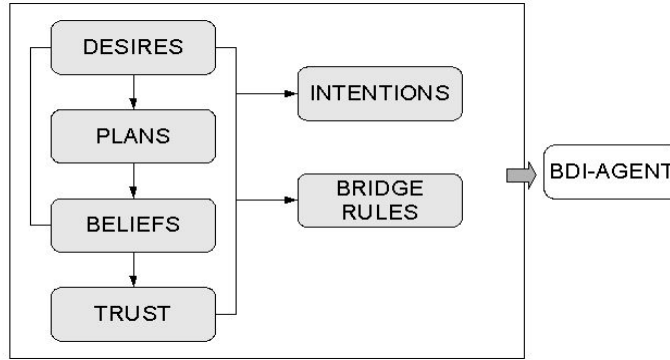 DESIRES
PLANS
BELIEFS
TRUST
INTENTIONS
BRIDGE
RULES
BDI-AGENT